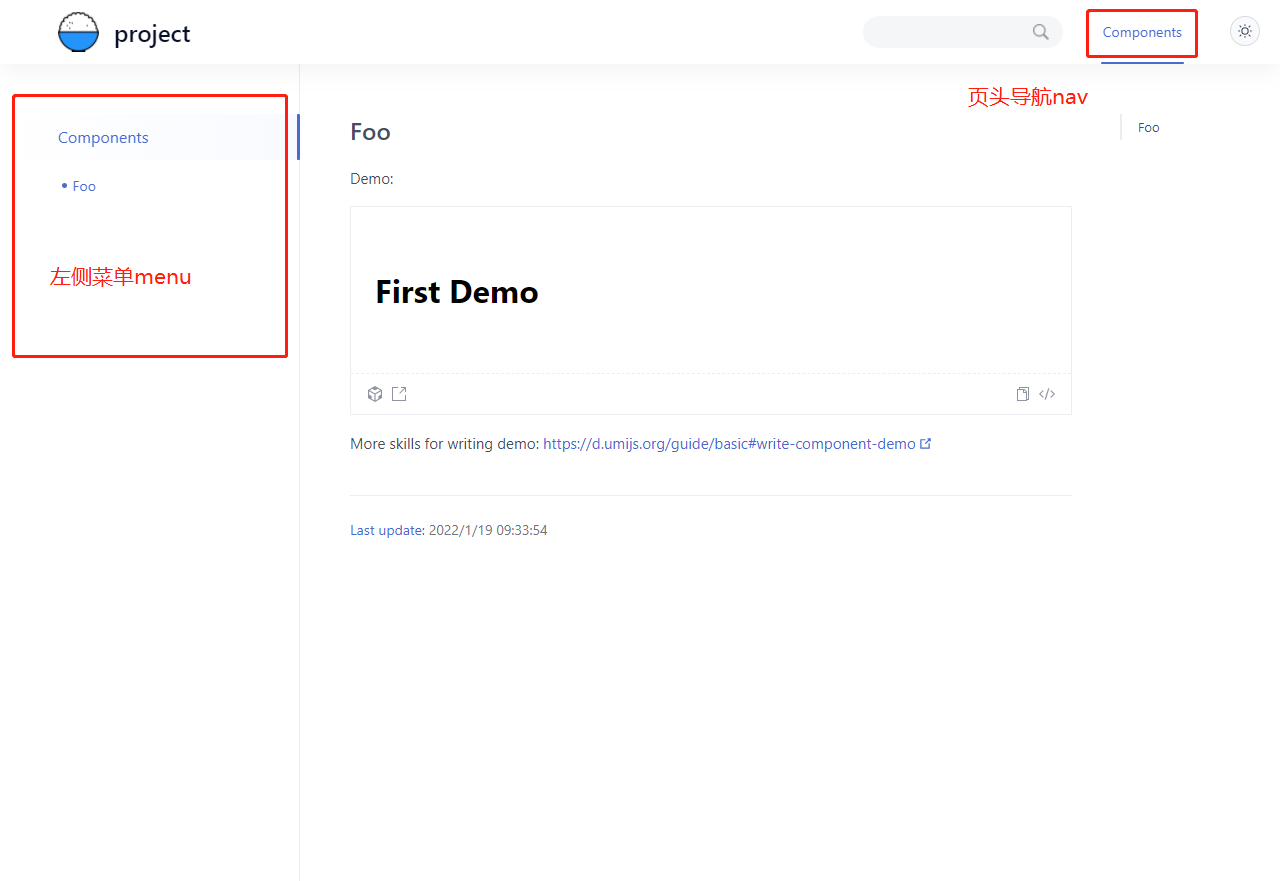 project
Components
页头导航nav
Components
Foo
左侧菜单menu
Foo
Demo:
First Demo
More skills for writing demo: https://d.umijs.org/guide/basic#write-component-demo
Last update: 2022/1/19 09:33:54
Foo